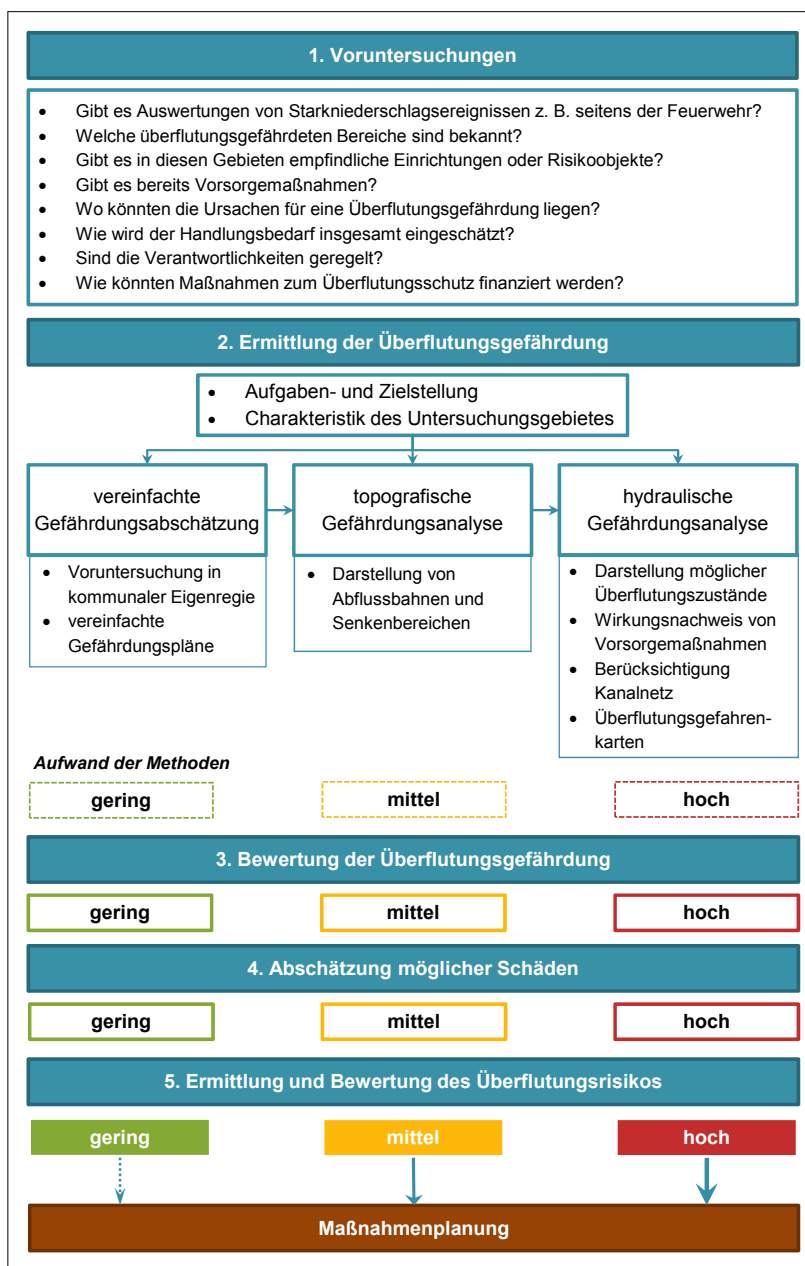 1. Voruntersuchungen
• Gibt es Auswertungen von Starkniederschlagsereignissen z. B. seitens der Feuerwehr?
• Welche überflutungsgefährdeten Bereiche sind bekannt?
• Gibt es in diesen Gebieten empfindliche Einrichtungen oder Risikoobjekte?
• Gibt es bereits Vorsorgemaßnahmen?
• Wo könnten die Ursachen für eine Überflutungsgefährdung liegen?
• Wie wird der Handlungsbedarf insgesamt eingeschätzt?
• Sind die Verantwortlichkeiten geregelt?
• Wie könnten Maßnahmen zum Überflutungsschutz finanziert werden?
2. Ermittlung der Überflutungsgefährdung
• Aufgaben- und Zielstellung
• Charakteristik des Untersuchungsgebietes
vereinfachte
Gefährdungsabschätzung
• Voruntersuchung in
kommunaler Eigenregie
• vereinfachte
Gefährdungspläne
topografische
Gefährdungsanalyse
• Darstellung von
Abflussbahnen und
Senkenbereichen
hydraulische
Gefährdungsanalyse
• Darstellung möglicher
Überflutungszustände
• Wirkungsnachweis von
Vorsorgemaßnahmen
• Berücksichtigung
Kanalnetz
• Überflutungsgefahren-
karten
Aufwand der Methoden
gering
mittel
hoch
3. Bewertung der Überflutungsgefährdung
gering
mittel
hoch
4. Abschätzung möglicher Schäden
gering
mittel
hoch
5. Ermittlung und Bewertung des Überflutungsrisikos
gering
mittel
hoch
Maßnahmenplanung